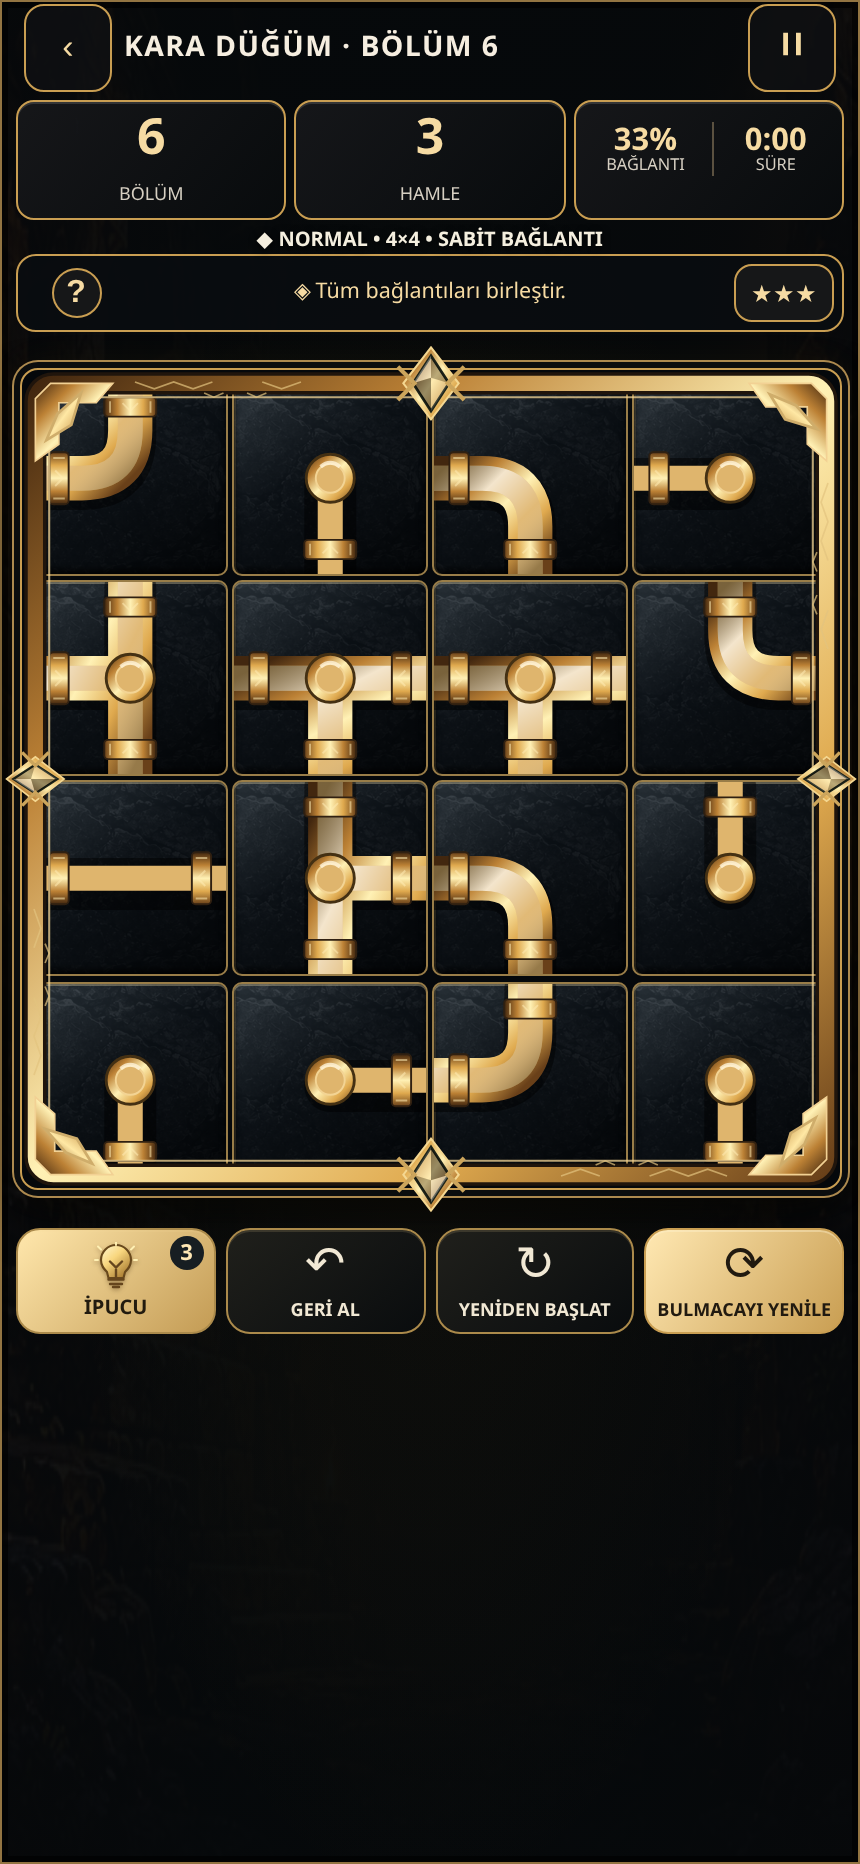 ‹ KARA DÜĞÜM · BÖLÜM 6
6
BÖLÜM
3
HAMLE
33%
BAĞLANTI
0:00
SÜRE
◆ NORMAL • 4×4 • SABİT BAĞLANTI
?
◈ Tüm bağlantıları birleştir.
★★★
3
İPUCU
GERİ AL
YENİDEN BAŞLAT
BULMACAYI YENİLE